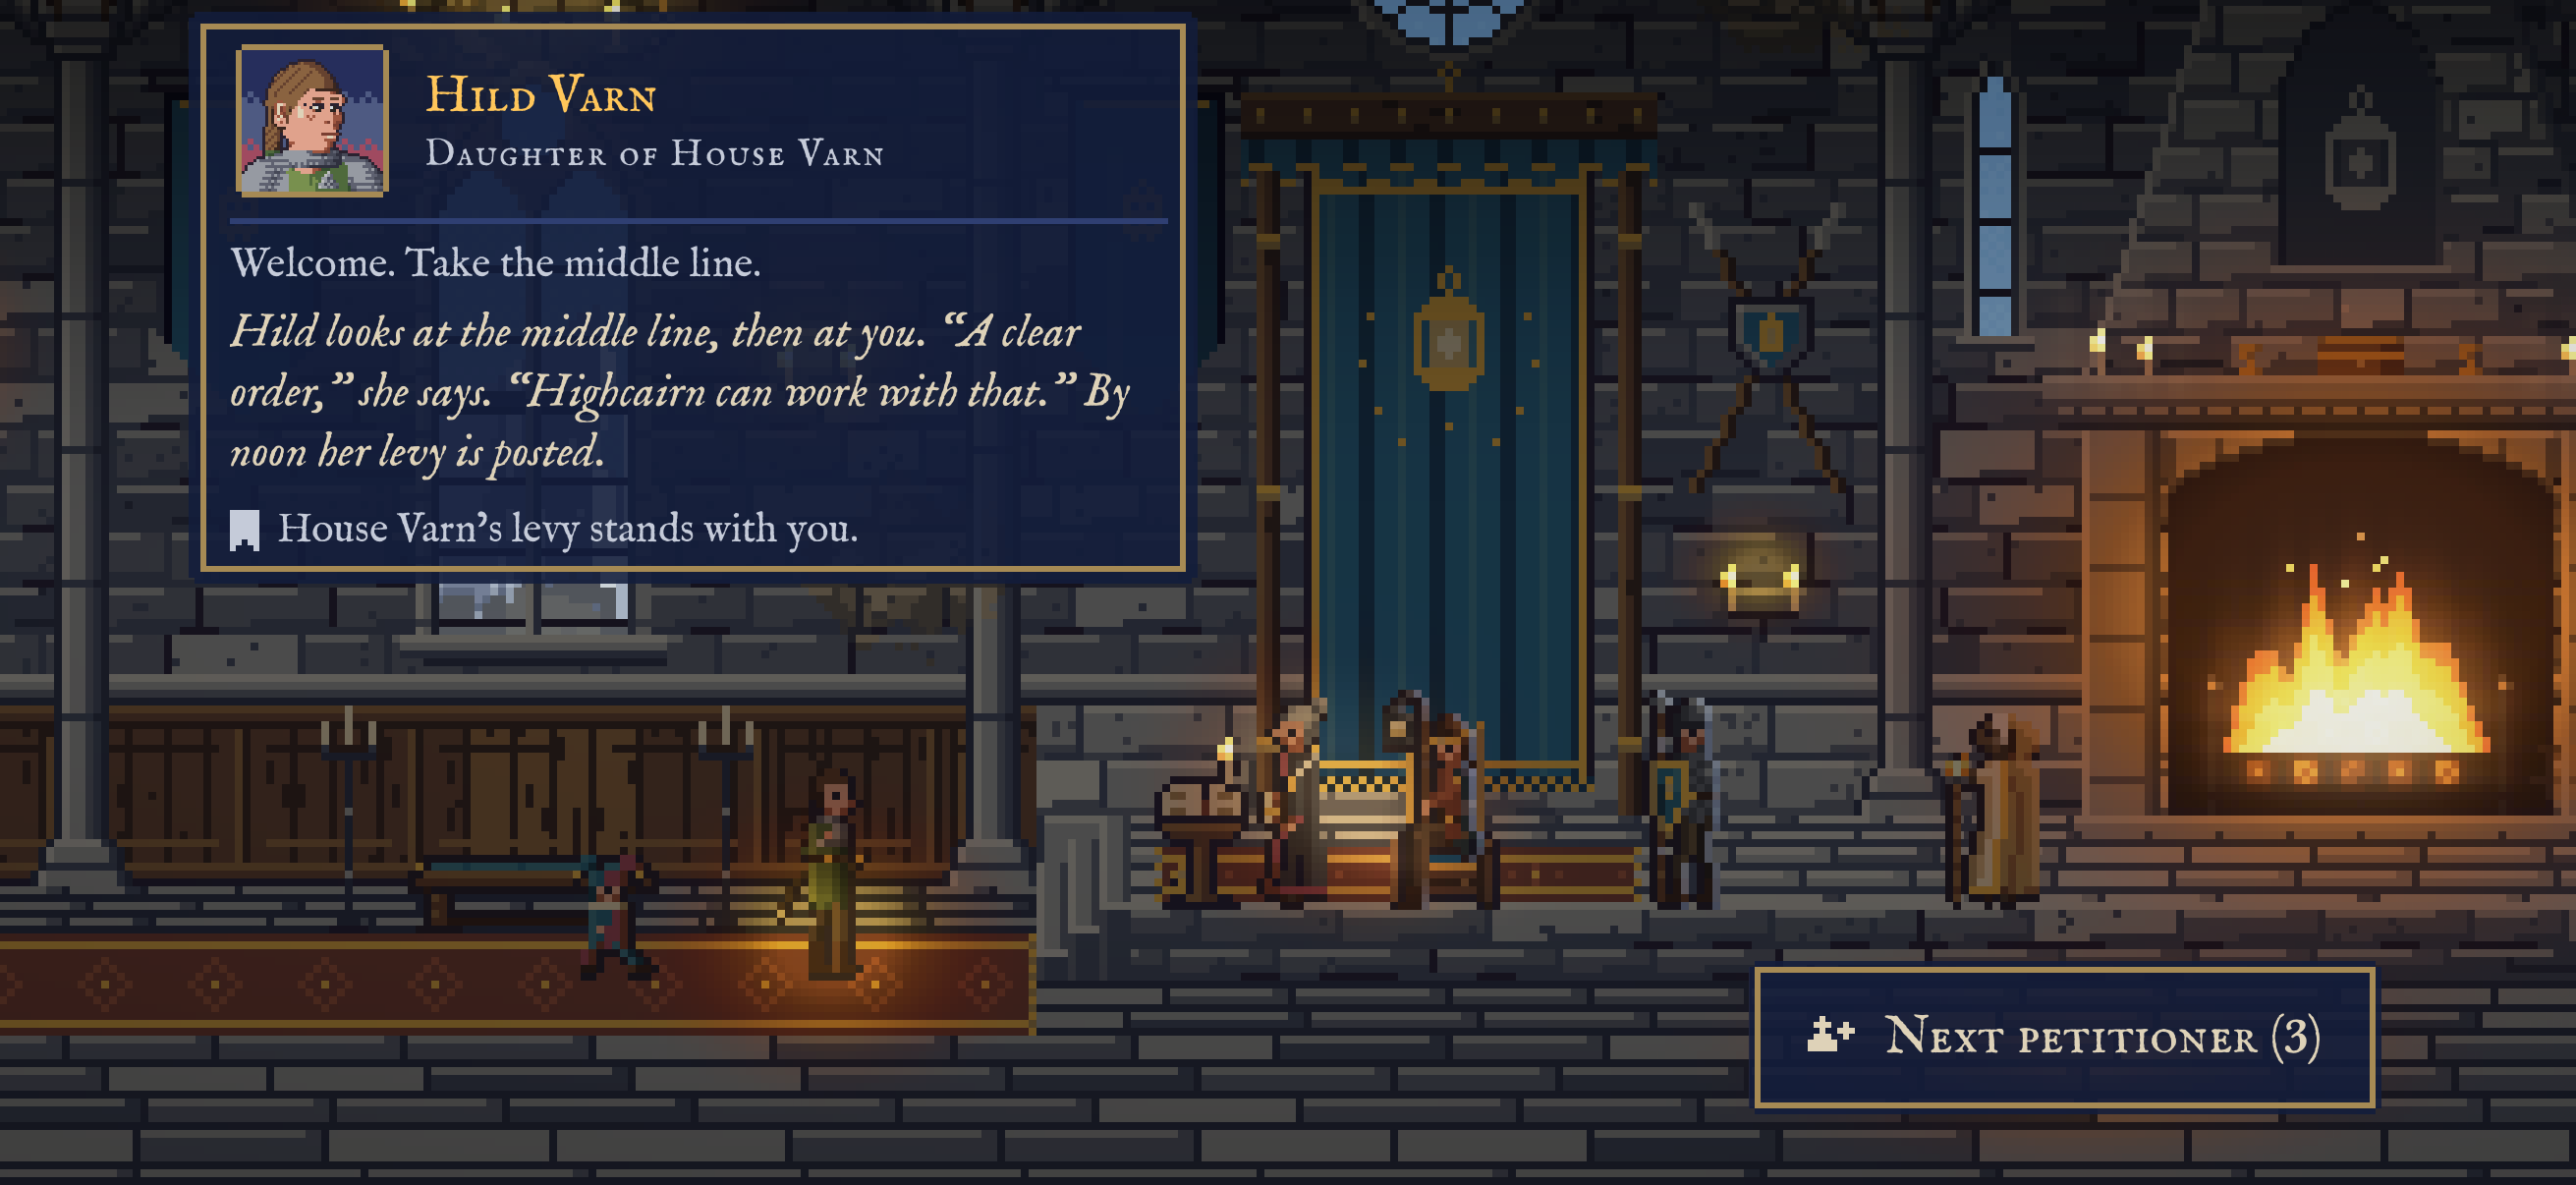 Hild Varn
Daughter of House Varn
Welcome. Take the middle line.
Hild looks at the middle line, then at you. “A clear
order,” she says. “Highcairn can work with that.” By
noon her levy is posted.
House Varn’s levy stands with you.
Next petitioner (3)